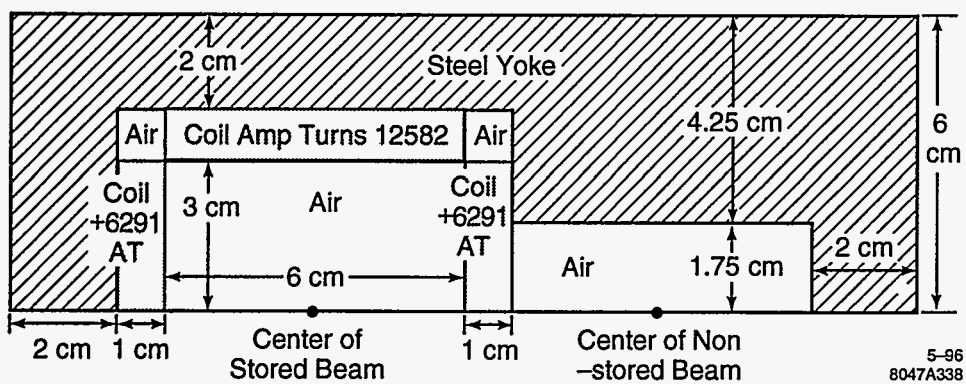 2 cm
Steel Yoke
Air
Coil Amp Turns 12582
Air
4.25 cm
6
cm
Coil
+6291
AT
3 cm
Air
Coil
+6291
AT
6 cm
Air
1.75 cm
2 cm
2 cm
1 cm
Center of
Stored Beam
1 cm
Center of Non
–stored Beam
5–96
8047A338